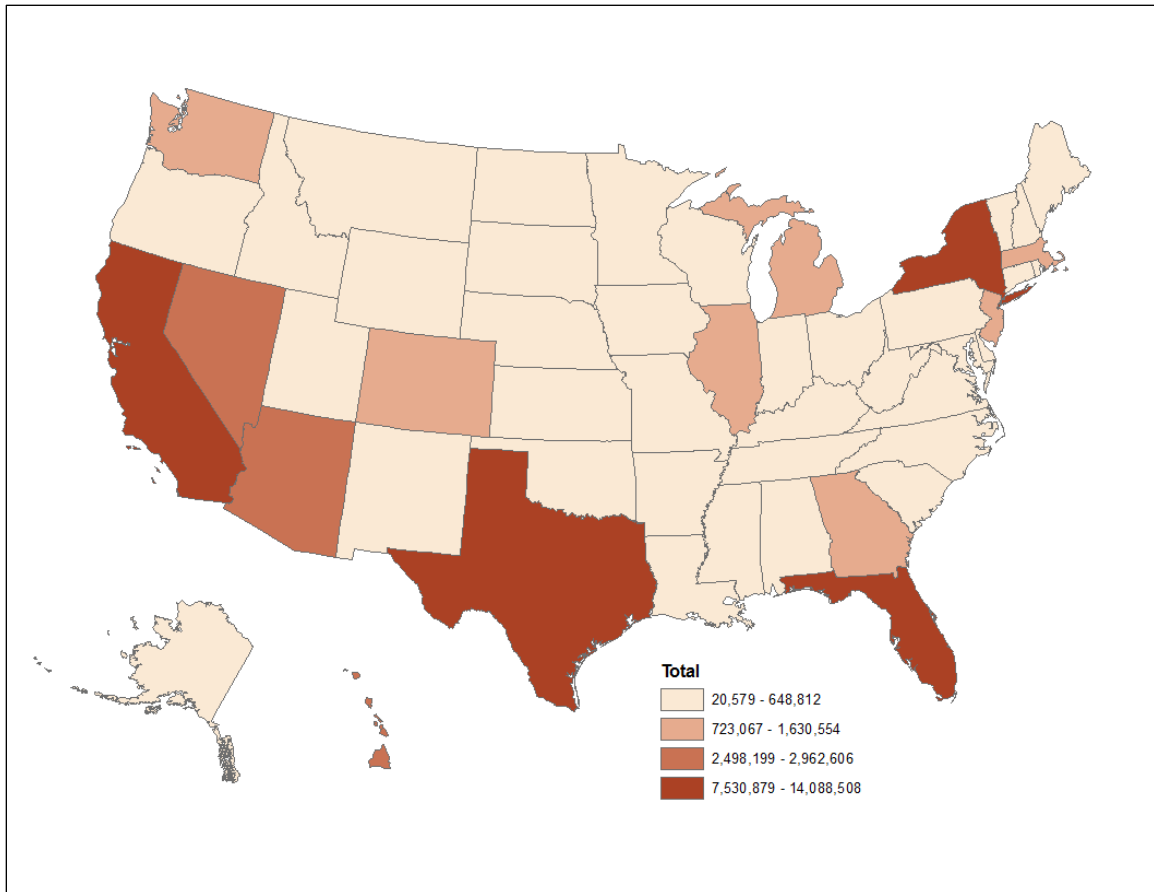 Total
20,579 - 648,812
723,067 - 1,630,554
2,498,199 - 2,962,606
7,530,879 - 14,088,508